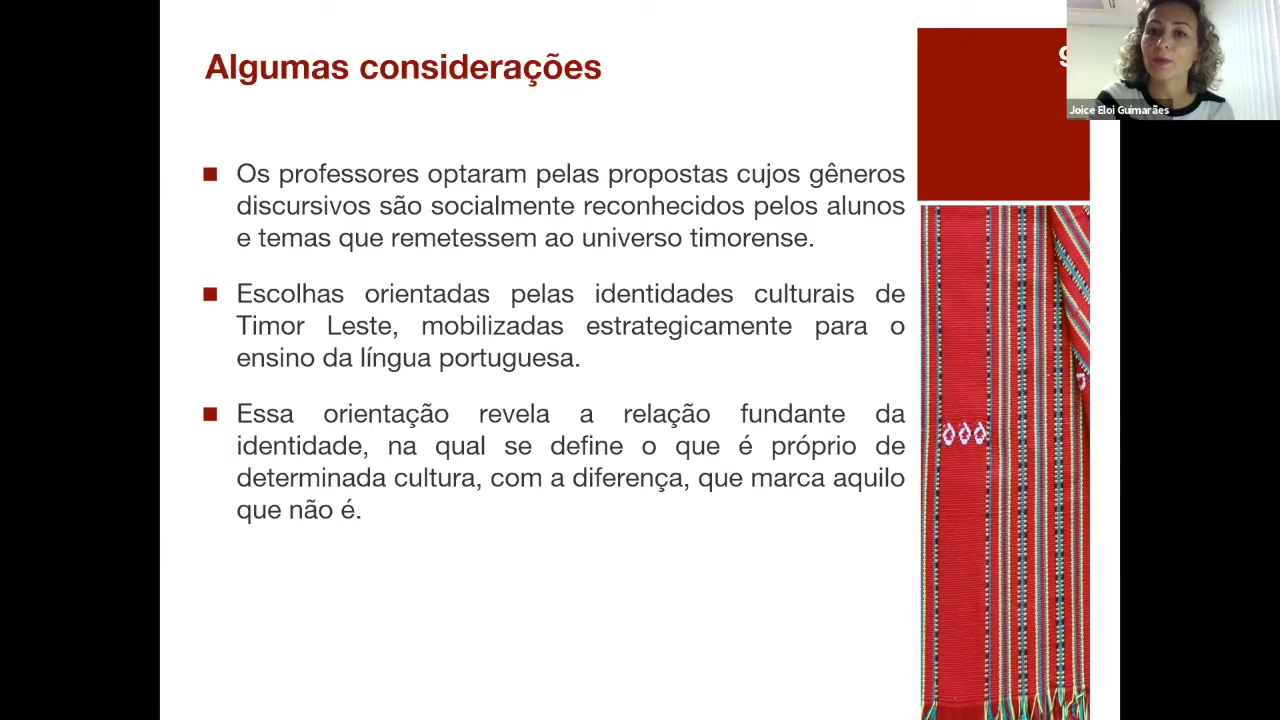 Algumas considerações
Joice Eloi Guimarães
Os professores optaram pelas propostas cujos gêneros
discursivos são socialmente reconhecidos pelos alunos
e temas que remetessem ao universo timorense.
Escolhas orientadas pelas identidades culturais de
Timor Leste, mobilizadas estrategicamente para o
ensino da língua portuguesa.
Essa orientação revela a relação fundante da
identidade, na qual se define o que é próprio de
determinada cultura, com a diferença, que marca aquilo
que não é.